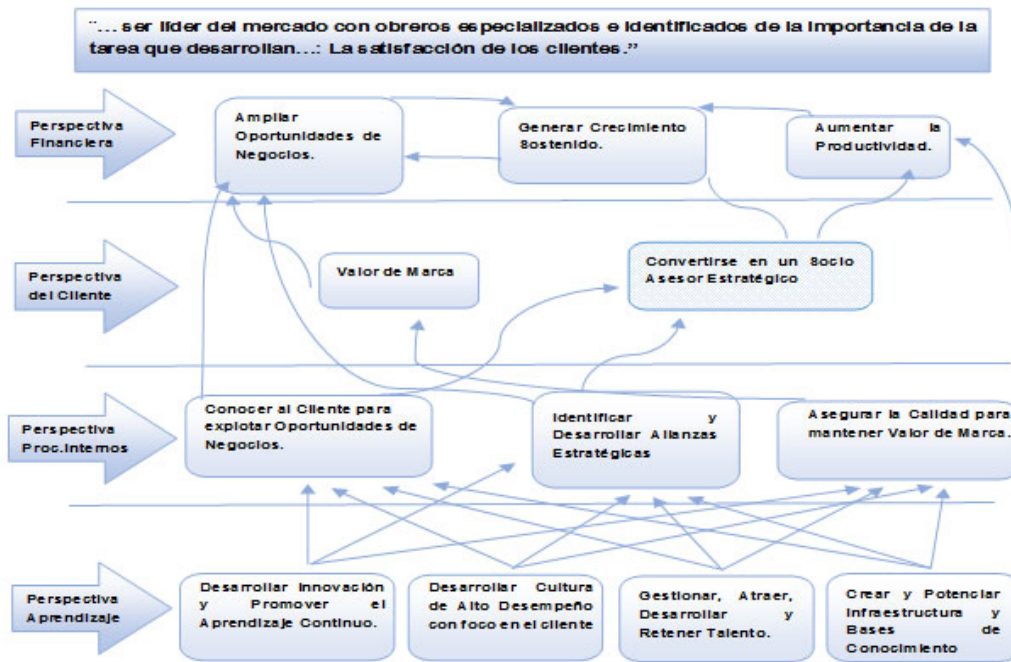 “... ser líder del mercado con obreros especializados e identificados de la importancia de la
tarea que desarrollan...: La satisfacción de los clientes.”
Perspectiva
Financiera
Ampliar
Oportunidades de
Negocios.
Generar Crecimiento
Sostenido.
Aumentar la
Productividad.
Perspectiva
del Cliente
Valor de Marca
Convertirse en un Socio
Asesor Estratégico
Perspectiva
Proc.Internos
Conocer al Cliente para
explotar Oportunidades de
Negocios.
Identificar y
Desarrollar Alianzas
Estratégicas
Asegurar la Calidad para
mantener Valor de Marca.
Perspectiva
Aprendizaje
Desarrollar Innovación
y Promover el
Aprendizaje Continuo.
Desarrollar Cultura
de Alto Desempeño
con foco en el cliente
Gestionar, Atraer,
Desarrollar y
Retener Talento.
Crear y Potenciar
Infraestructura y
Bases de
Conocimiento